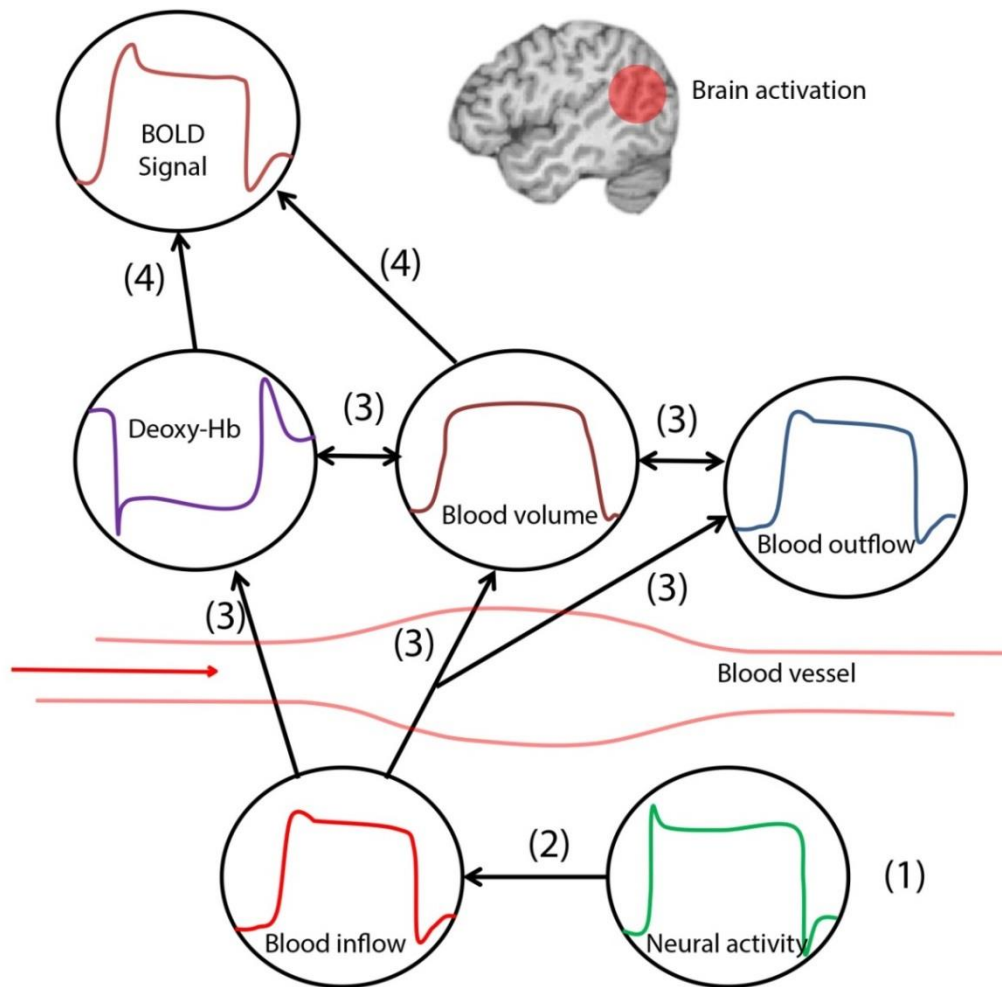 Brain activation
BOLD
Signal
(4)
(4)
Deoxy-Hb
(3)
(3)
Blood volume
Blood outflow
(3)
(3)
(3)
Blood vessel
(2)
(1)
Blood inflow
Neural activity